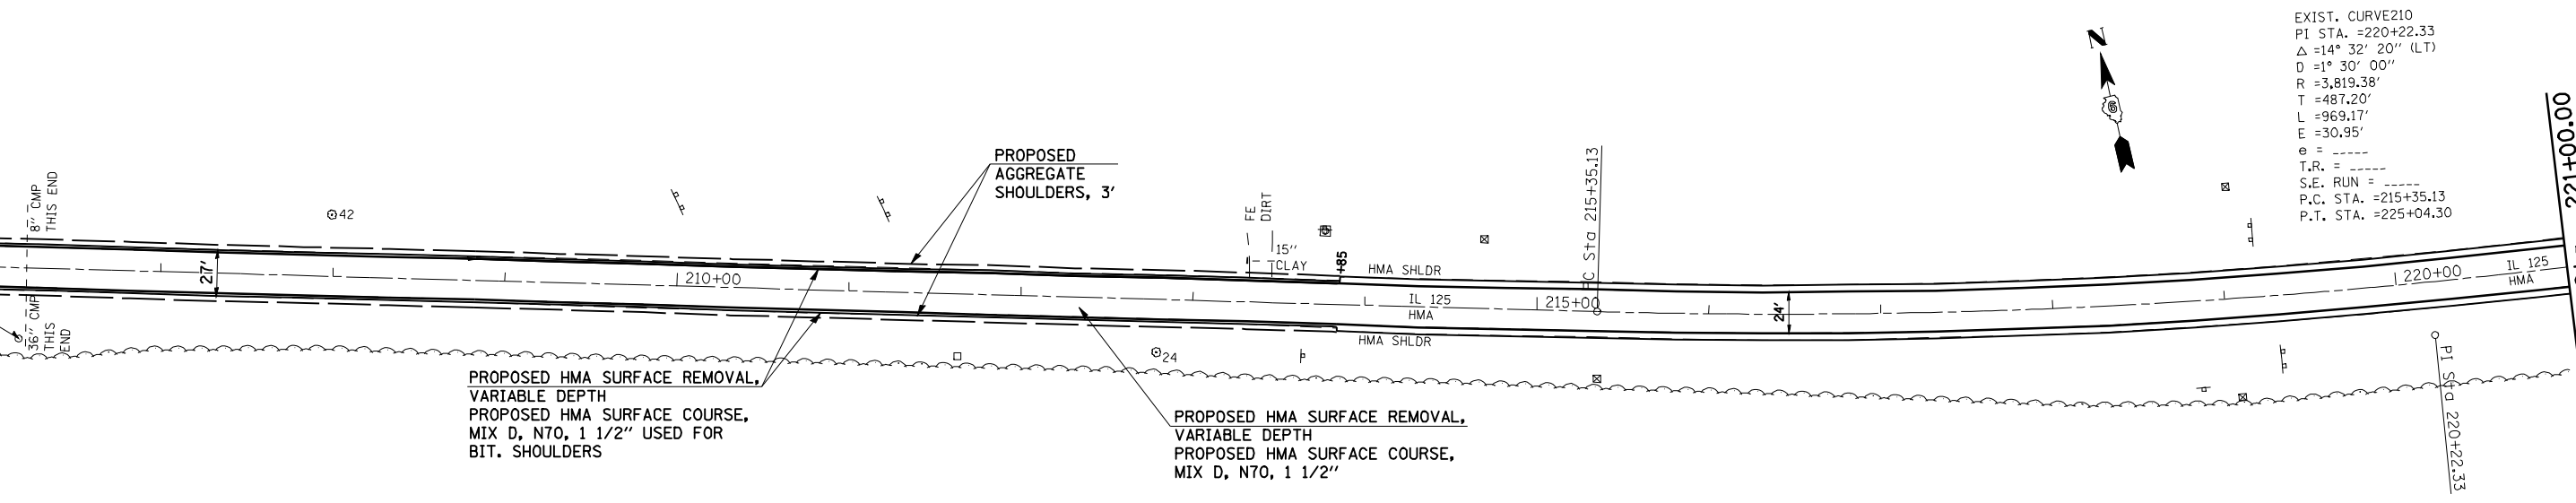 EXIST. CURVE210
PI STA. =220+22.33
Δ =14° 32' 20" (LT)
D =1° 30' 00"
R =3,819.38'
T =487.20'
L =969.17'
E =30.95'
e = _____
T.R. = _____
S.E. RUN = _____
P.C. STA. =215+35.13
P.T. STA. =225+04.30
N
6
221+00.00
PROPOSED
AGGREGATE
SHOULDERS, 3'
8" CMP
THIS END
42
FE
DIRT
15"
CLAY
+85
HMA SHLDR
PC Sta 215+35.13
27'
210+00
IL 125
HMA
215+00
24'
220+00
IL 125
HMA
36" CMP
THIS
END
24
HMA SHLDR
PI Sta 220+22.33
PROPOSED HMA SURFACE REMOVAL,
VARIABLE DEPTH
PROPOSED HMA SURFACE COURSE,
MIX D, N70, 1 1/2" USED FOR
BIT. SHOULDERS
PROPOSED HMA SURFACE REMOVAL,
VARIABLE DEPTH
PROPOSED HMA SURFACE COURSE,
MIX D, N70, 1 1/2"